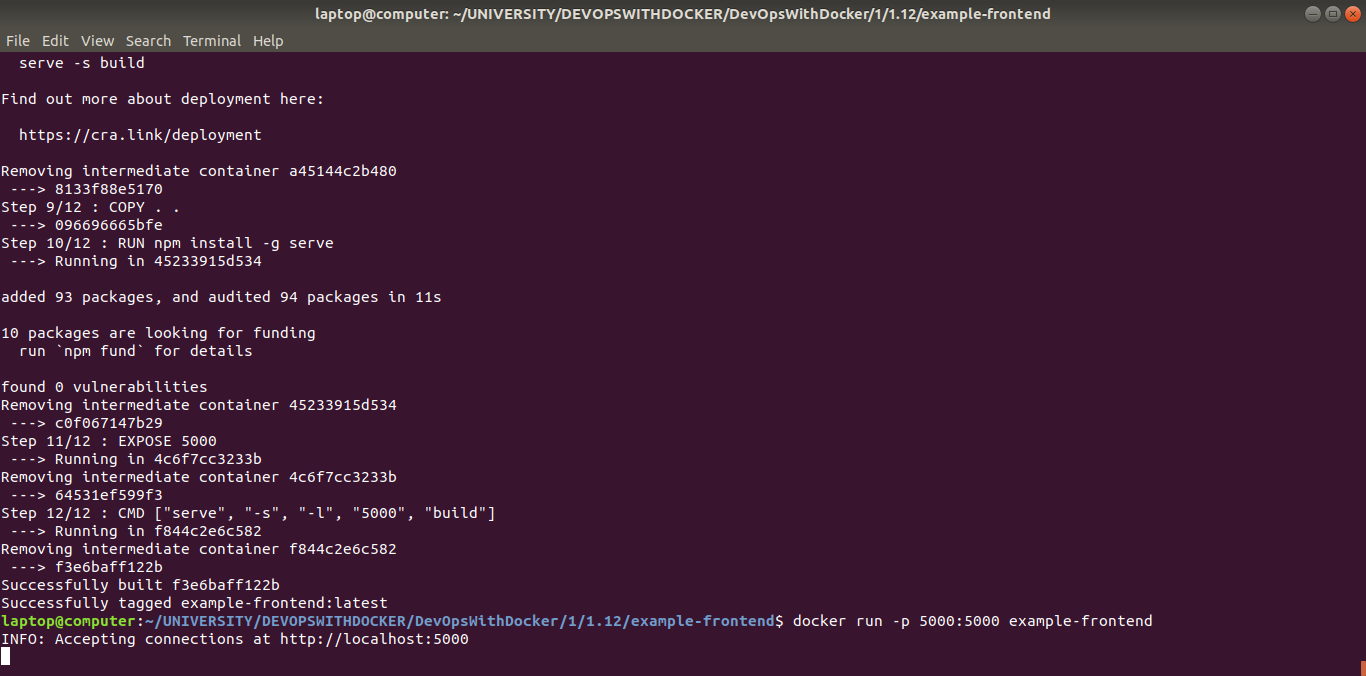 laptop@computer: ~/UNIVERSITY/DEVOPSWITHDOCKER/DevOpsWithDocker/1/1.12/example-frontend
File Edit View Search Terminal Help
  serve -s build
Find out more about deployment here:
  https://cra.link/deployment
Removing intermediate container a45144c2b480
 ---> 8133f88e5170
Step 9/12 : COPY . .
 ---> 096696665bfe
Step 10/12 : RUN npm install -g serve
 ---> Running in 45233915d534
added 93 packages, and audited 94 packages in 11s
10 packages are looking for funding
  run `npm fund` for details
found 0 vulnerabilities
Removing intermediate container 45233915d534
 ---> c0f067147b29
Step 11/12 : EXPOSE 5000
 ---> Running in 4c6f7cc3233b
Removing intermediate container 4c6f7cc3233b
 ---> 64531ef599f3
Step 12/12 : CMD ["serve", "-s", "-l", "5000", "build"]
 ---> Running in f844c2e6c582
Removing intermediate container f844c2e6c582
 ---> f3e6baff122b
Successfully built f3e6baff122b
Successfully tagged example-frontend:latest
laptop@computer:~/UNIVERSITY/DEVOPSWITHDOCKER/DevOpsWithDocker/1/1.12/example-frontend$ docker run -p 5000:5000 example-frontend
INFO: Accepting connections at http://localhost:5000